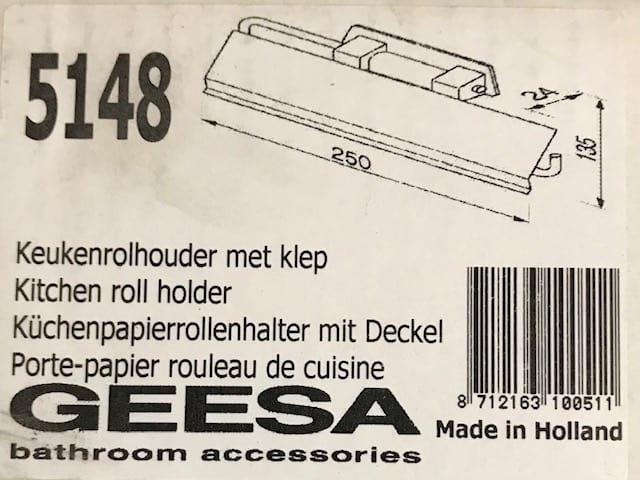 5148
24
135
250
Keukenrolhouder met klep
Kitchen roll holder
Küchenpapierrollenhalter mit Deckel
Porte-papier rouleau de cuisine
GEESA
bathroom accessories
8 712163 100511
Made in Holland